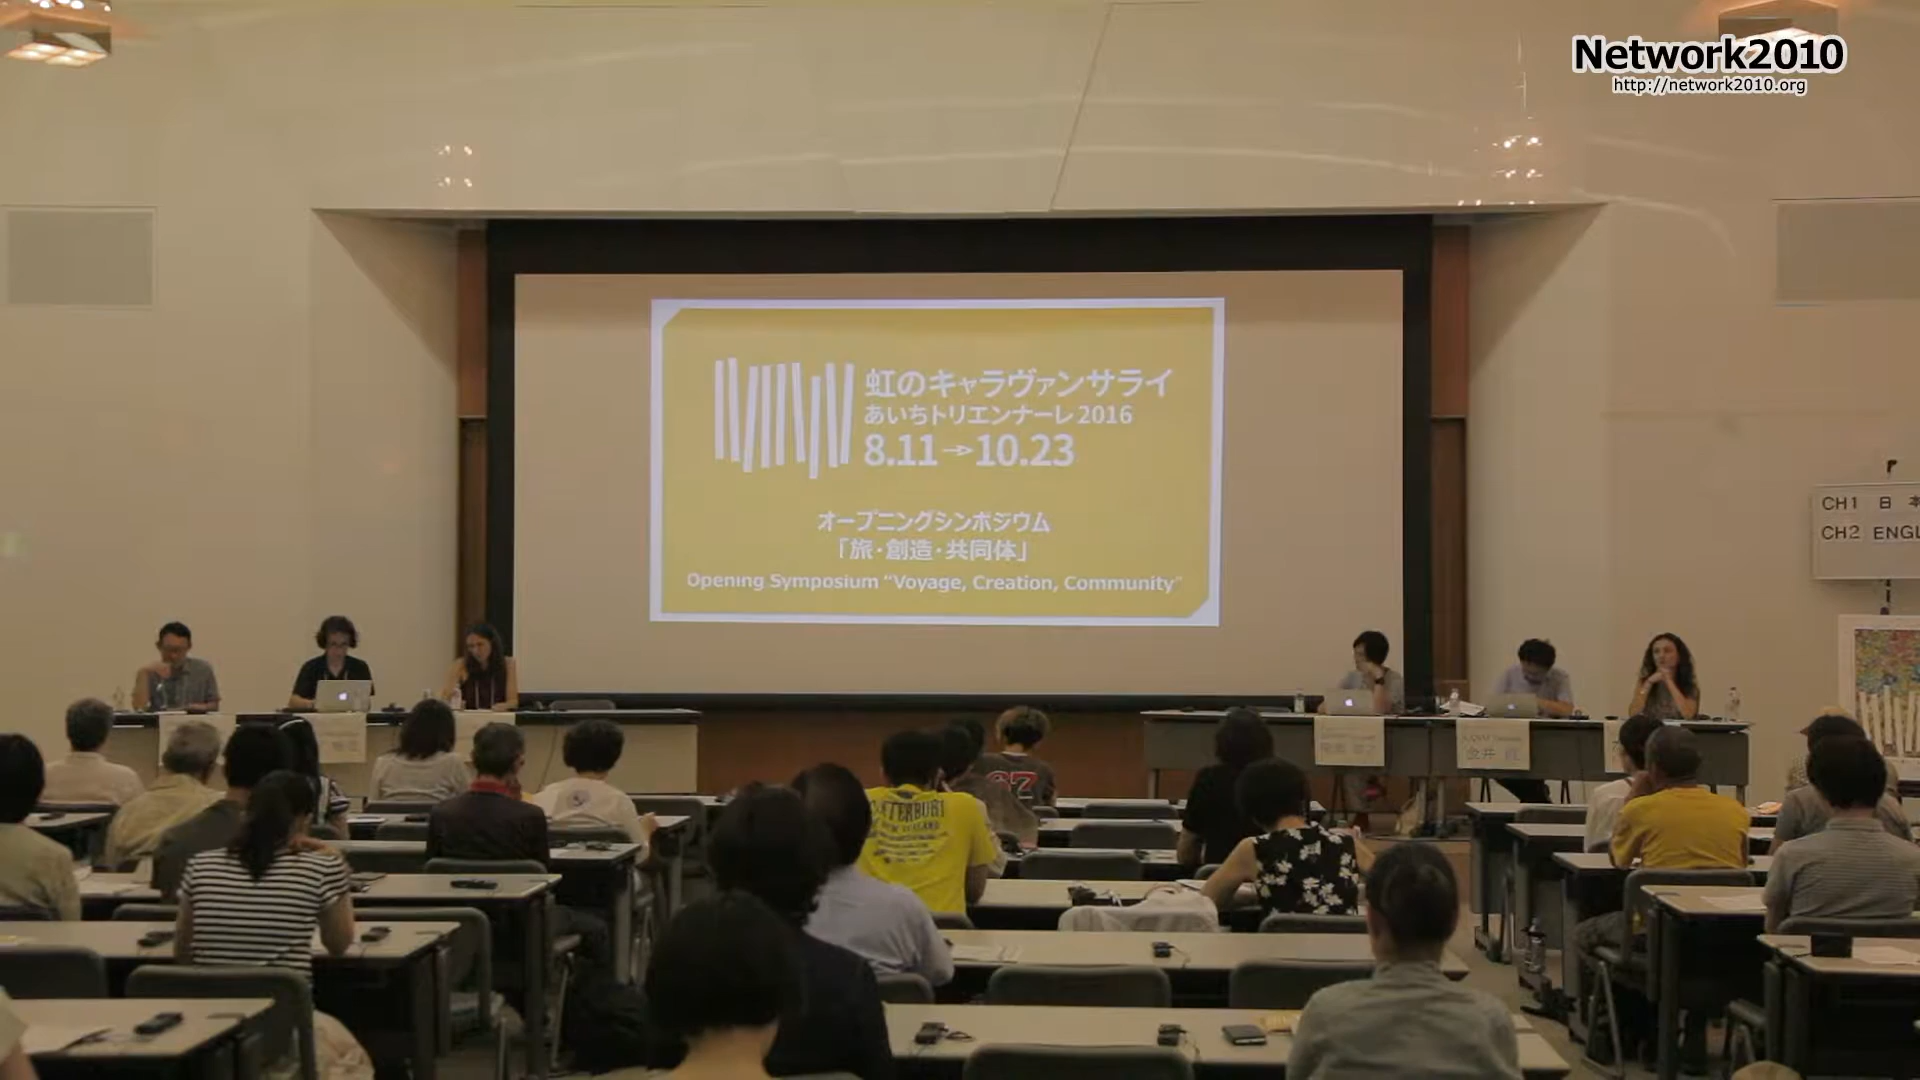 Network2010
http://network2010.org
虹のキャラヴァンサライ
あいちトリエンナーレ2016
8.11→10.23
オープニングシンポジウム
「旅・創造・共同体」
Opening Symposium “Voyage, Creation, Community”
CH1 日
CH2 ENGL
67